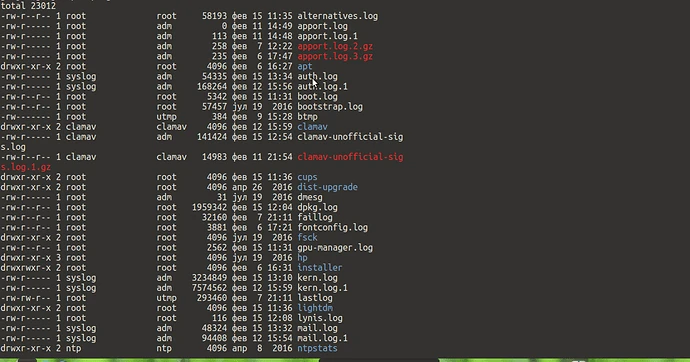 total 23012
-rw-r--r-- 1 root root 58193 фев 15 11:35 alternatives.log
-rw-r----- 1 root adm 0 фев 11 14:49 apport.log
-rw-r----- 1 root adm 113 фев 11 14:48 apport.log.1
-rw-r----- 1 root adm 258 фев 7 12:22 apport.log.2.gz
-rw-r----- 1 root adm 235 фев 6 17:47 apport.log.3.gz
drwxr-xr-x 2 root root 4096 фев 6 16:27 apt
-rw-r----- 1 syslog adm 54335 фев 15 13:34 auth.log
-rw-r----- 1 syslog adm 168264 фев 12 15:56 auth.log.1
-rw-r--r-- 1 root root 5342 фев 15 11:31 boot.log
-rw-r--r-- 1 root root 57457 јул 19 2016 bootstrap.log
-rw------- 1 root utmp 384 фев 9 15:28 btmp
drwxr-xr-x 2 clamav clamav 4096 фев 12 15:59 clamav
-rw-r----- 1 clamav adm 141424 фев 15 12:54 clamav-unofficial-sig
s.log
-rw-r--r-- 1 clamav clamav 14983 фев 11 21:54 clamav-unofficial-sig
s.log.1.gz
drwxr-xr-x 2 root root 4096 фев 15 11:36 cups
drwxr-xr-x 2 root root 4096 апр 26 2016 dist-upgrade
-rw-r----- 1 root adm 31 јул 19 2016 dmesg
-rw-r--r-- 1 root root 1959342 фев 15 12:04 dpkg.log
-rw-r--r-- 1 root root 32160 фев 7 21:11 faillog
-rw-r--r-- 1 root root 3881 фев 6 17:21 fontconfig.log
drwxr-xr-x 2 root root 4096 јул 19 2016 fsck
-rw-r--r-- 1 root root 2562 фев 15 11:31 gpu-manager.log
drwxr-xr-x 3 root root 4096 јул 19 2016 hp
drwxrwxr-x 2 root root 4096 фев 6 16:31 installer
-rw-r----- 1 syslog adm 3234849 фев 15 13:10 kern.log
-rw-r----- 1 syslog adm 7574562 фев 12 15:59 kern.log.1
-rw-rw-r-- 1 root utmp 293460 фев 7 21:11 lastlog
drwxr-xr-x 2 root root 4096 фев 15 11:36 lightdm
-rw-r----- 1 root root 116 фев 15 12:08 lynis.log
-rw-r----- 1 syslog adm 48324 фев 15 13:32 mail.log
-rw-r----- 1 syslog adm 94408 фев 12 15:54 mail.log.1
drwxr-xr-x 2 ntp ntp 4096 апр 8 2016 ntpstats